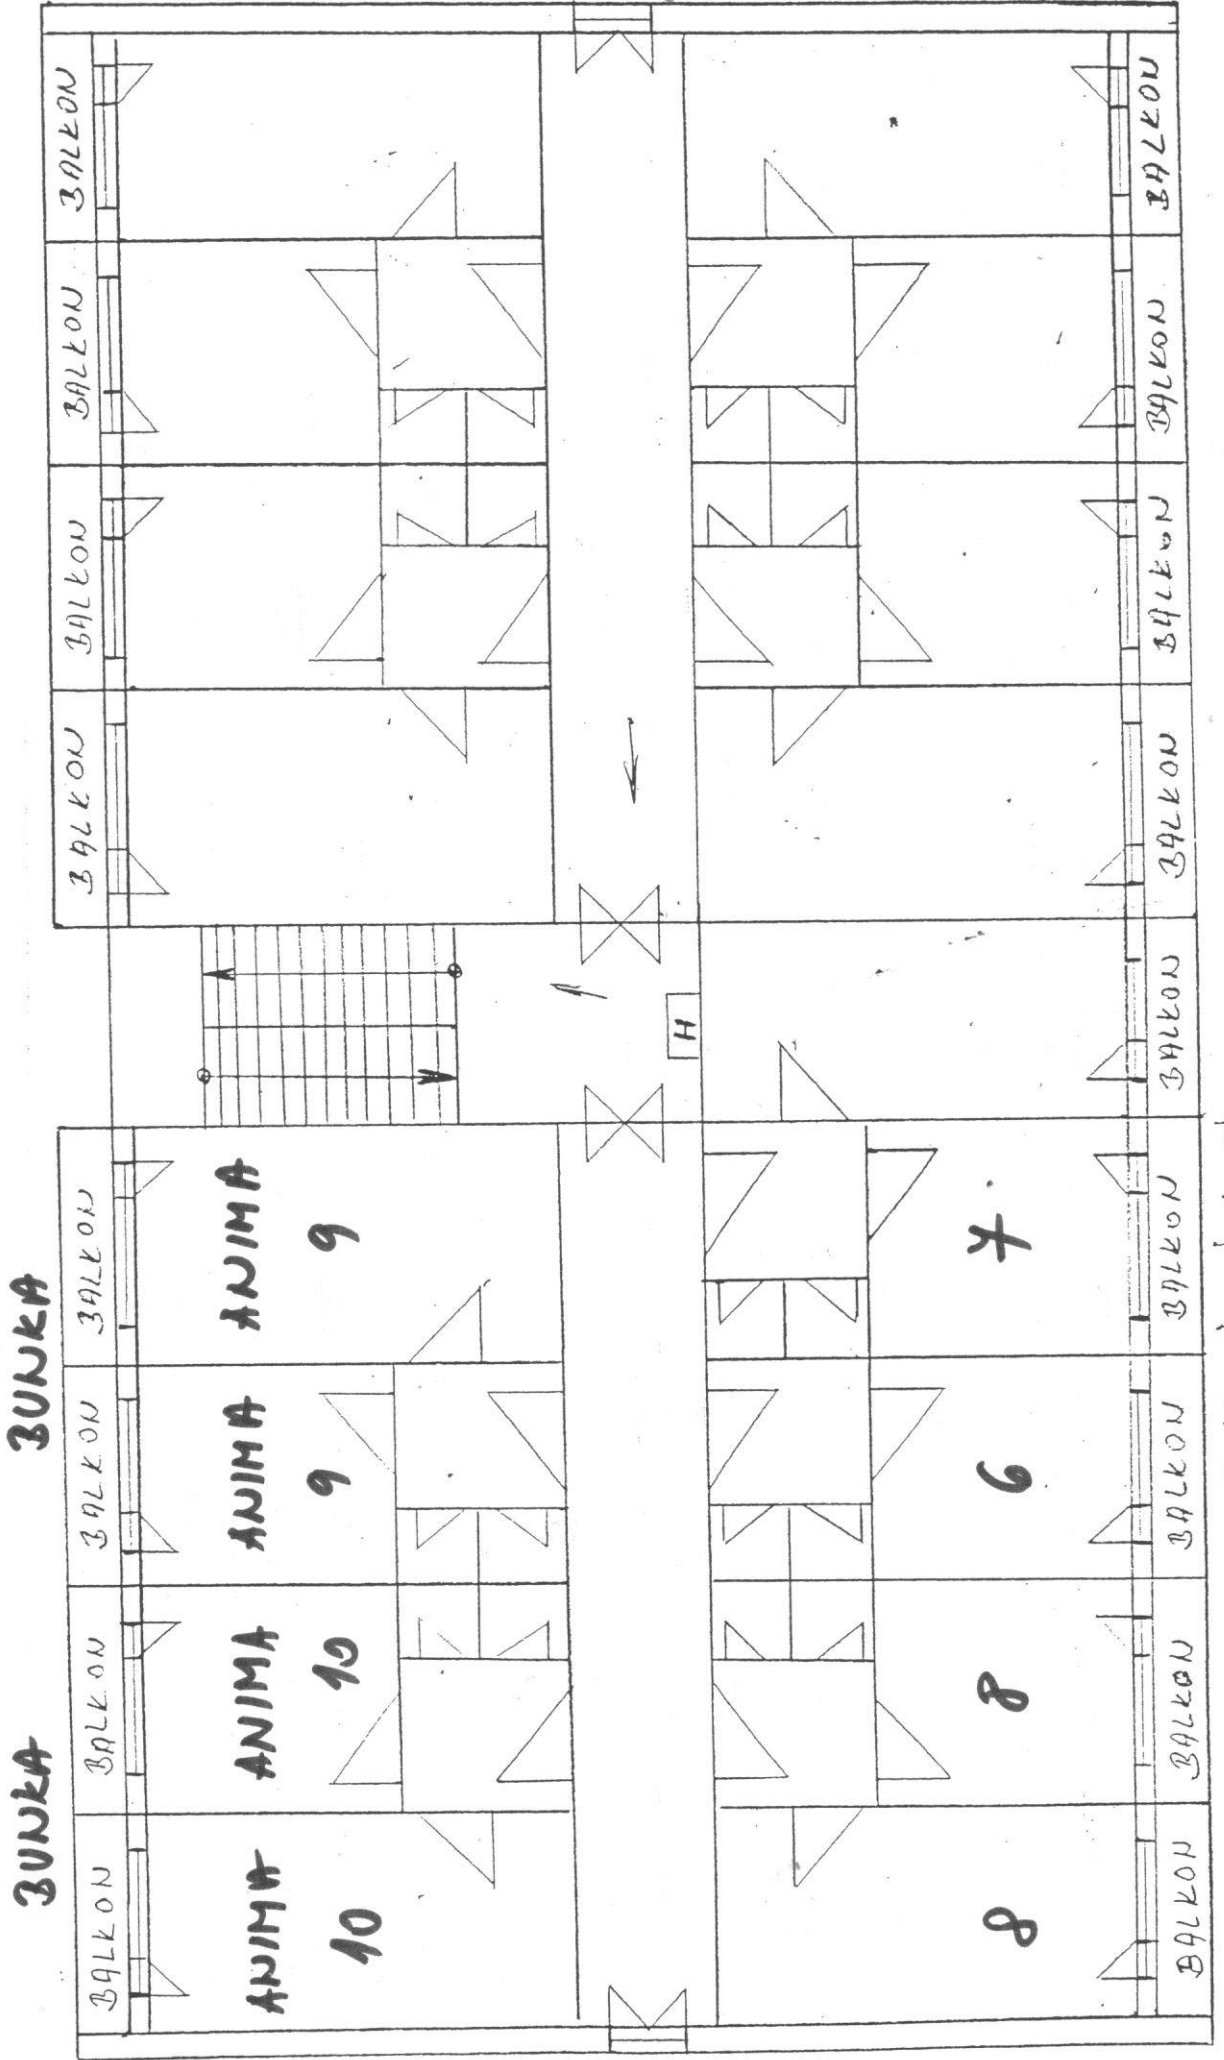 BUNKA BUNKA
BALKON BALKON BALKON BALKON BALKON BALKON BALKON BALKON
ANIMA ANIMA ANIMA ANIMA
10 10 9 9
H
8 8 6 7
BALKON BALKON BALKON BALKON BALKON BALKON BALKON BALKON BALKON